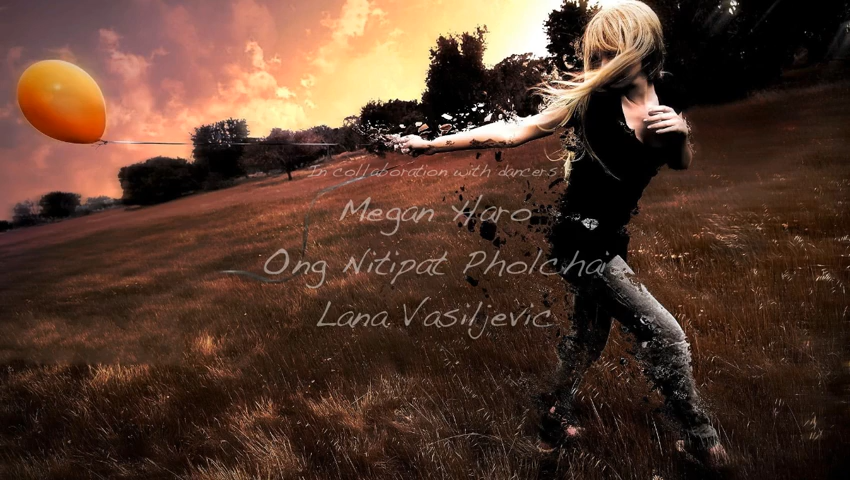 In collaboration with dancers
Megan Haro
Ong Nitipat Pholchai
Lana Vasiljevic